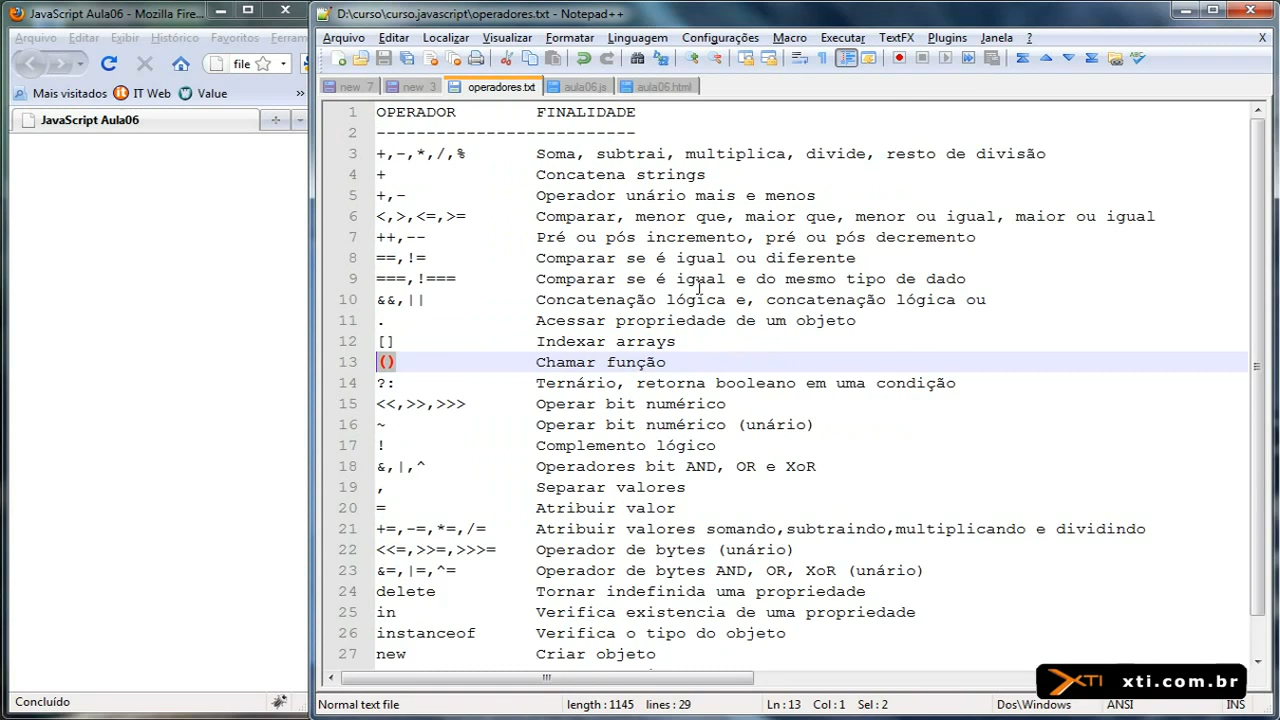 JavaScript Aula06 - Mozilla Fire...
Arquivo Editar Exibir Histórico Favoritos Ferram
file
Mais visitados IT Web Value »
JavaScript Aula06
Concluído
D:\curso\curso.javascript\operadores.txt - Notepad++
Arquivo Editar Localizar Visualizar Formatar Linguagem Configurações Macro Executar TextFX Plugins Janela ? X
new 7 new 3 operadores.txt aula06.js aula06.html
1 OPERADOR FINALIDADE
2 --------------------------
3 +,-,*,/,% Soma, subtrai, multiplica, divide, resto de divisão
4 + Concatena strings
5 +,- Operador unário mais e menos
6 <,>,<=,>= Comparar, menor que, maior que, menor ou igual, maior ou igual
7 ++,-- Pré ou pós incremento, pré ou pós decremento
8 ==,!= Comparar se é igual ou diferente
9 ===,!=== Comparar se é igual e do mesmo tipo de dado
10 &&,|| Concatenação lógica e, concatenação lógica ou
11 . Acessar propriedade de um objeto
12 [] Indexar arrays
13 () Chamar função
14 ?: Ternário, retorna booleano em uma condição
15 <<,>>,>>> Operar bit numérico
16 ~ Operar bit numérico (unário)
17 ! Complemento lógico
18 &,|,^ Operadores bit AND, OR e XoR
19 , Separar valores
20 = Atribuir valor
21 +=,-=,*=,/= Atribuir valores somando,subtraindo,multiplicando e dividindo
22 <<=,>>=,>>>= Operador de bytes (unário)
23 &=,|=,^= Operador de bytes AND, OR, XoR (unário)
24 delete Tornar indefinida uma propriedade
25 in Verifica existencia de uma propriedade
26 instanceof Verifica o tipo do objeto
27 new Criar objeto
XTI xti.com.br
Normal text file length : 1145 lines : 29 Ln : 13 Col : 1 Sel : 2 Dos\Windows ANSI INS